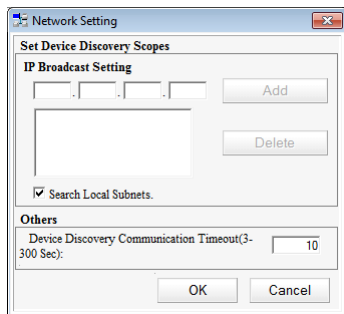 Network Setting
Set Device Discovery Scopes
IP Broadcast Setting
. . .
Add
Delete
Search Local Subnets.
Others
Device Discovery Communication Timeout(3-
300 Sec):
10
OK
Cancel